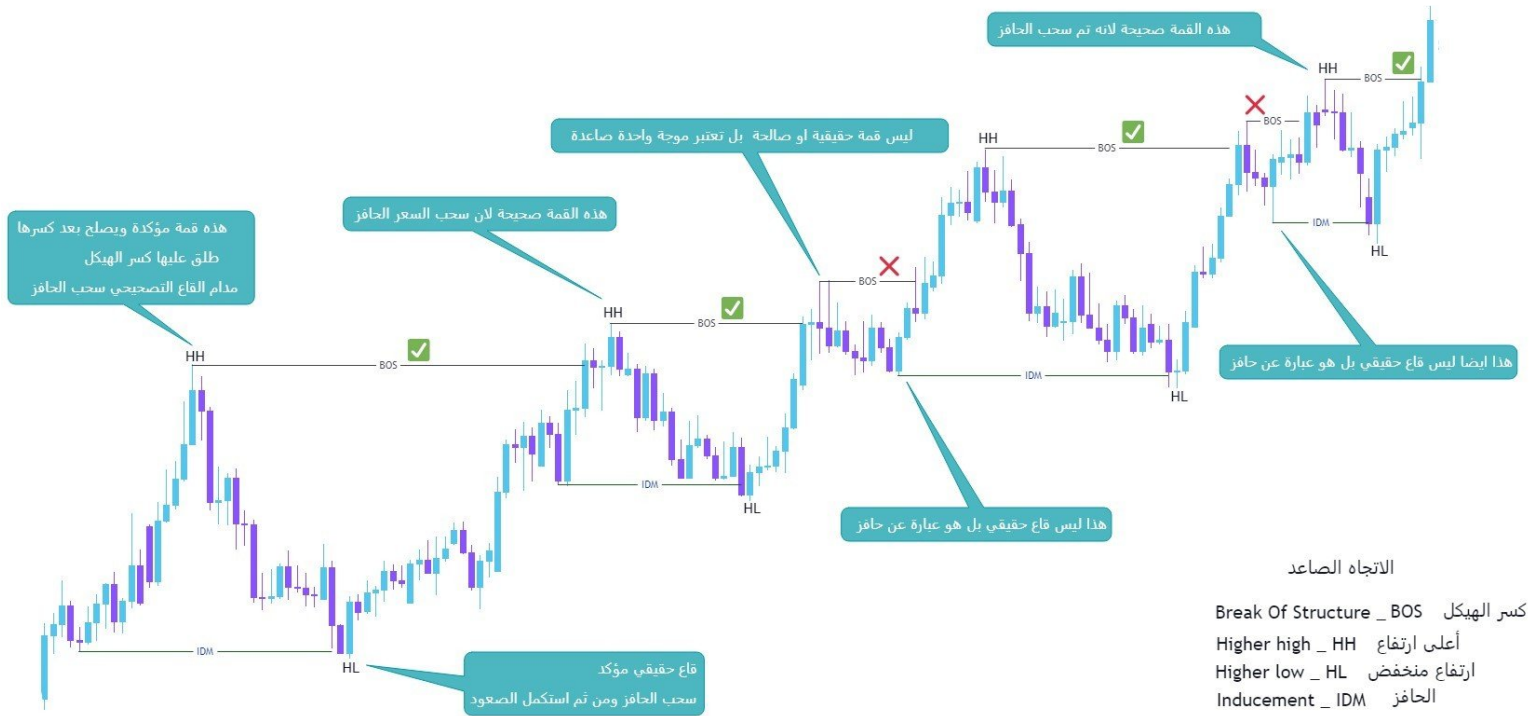 هذه القمة صحيحة لانه تم سحب الحافز
HH
BOS
BOS
ليس قمة حقيقية او صالحة بل تعتبر موجة واحدة صاعدة
HH
BOS
هذه القمة صحيحة لان سحب السعر الحافز
هذه قمة مؤكدة ويصلح بعد كسرها
طلق عليها كسر الهيكل
مدام القاع التصحيحي سحب الحافز
IDM
HL
BOS
HH
BOS
HH
BOS
هذا ايضا ليس قاع حقيقي بل هو عبارة عن حافز
IDM
HL
IDM
HL
هذا ليس قاع حقيقي بل هو عبارة عن حافز
IDM
HL
قاع حقيقي مؤكد
سحب الحافز ومن ثم استكمل الصعود
الاتجاه الصاعد
Break Of Structure _ BOS كسر الهيكل
Higher high _ HH أعلى ارتفاع
Higher low _ HL ارتفاع منخفض
Inducement _ IDM الحافز